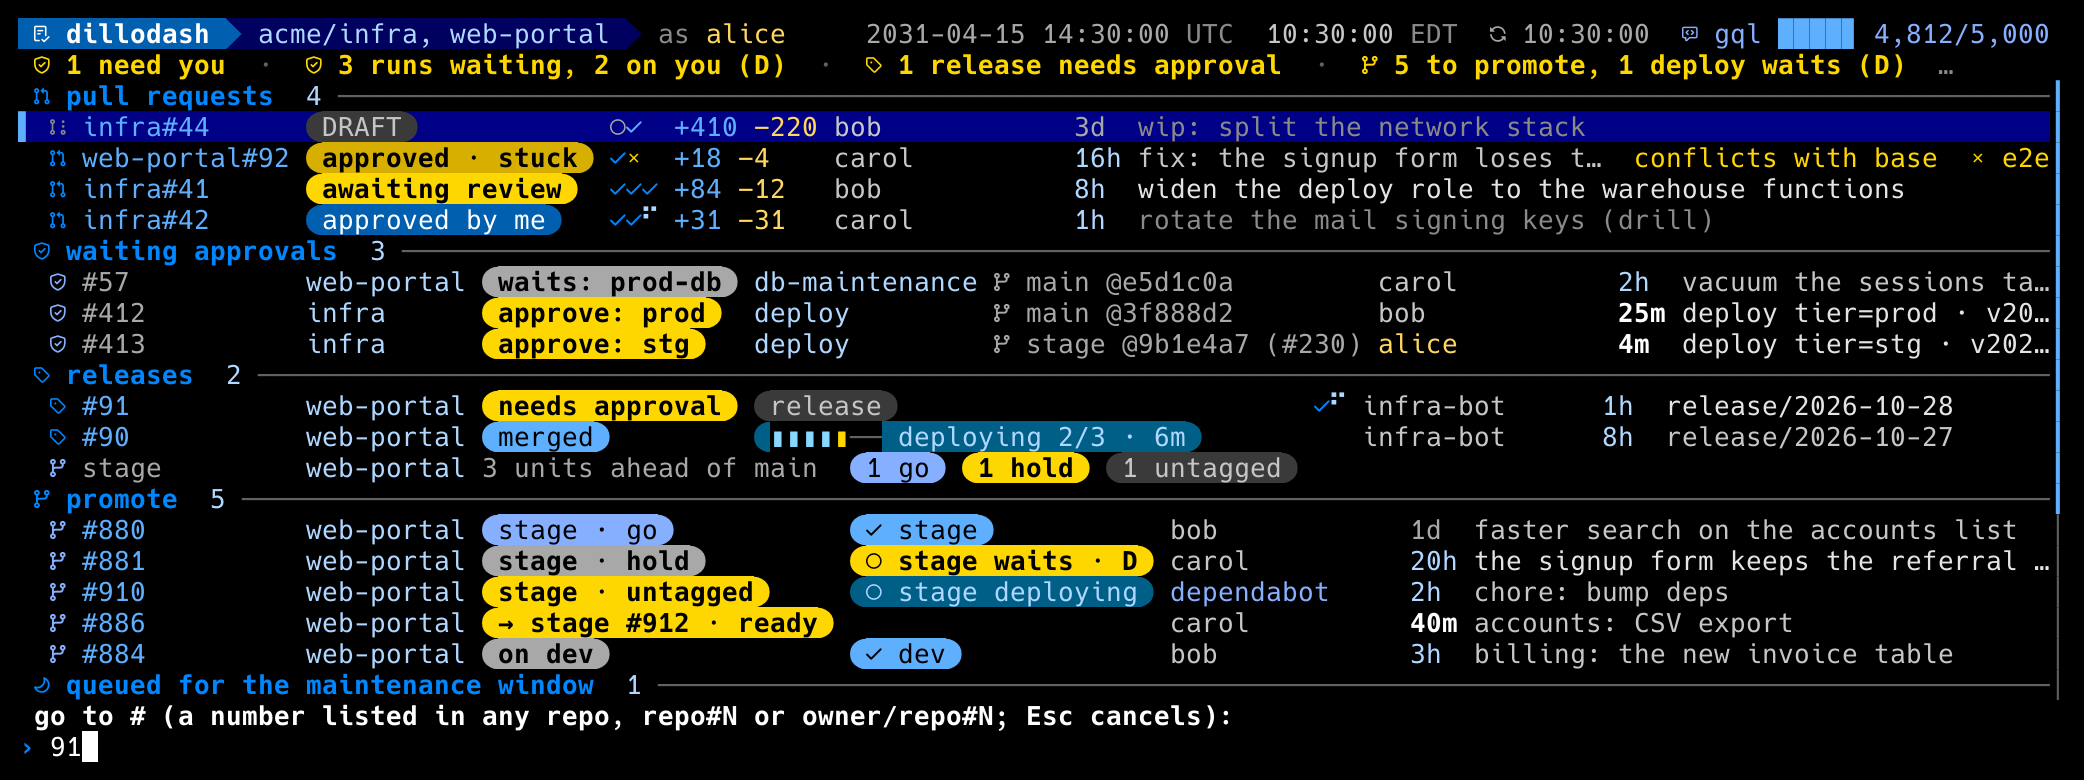 dillodash acme/infra, web-portal as alice 2031-04-15 14:30:00 UTC 10:30:00 EDT 10:30:00 gql 4,812/5,000
1 need you · 3 runs waiting, 2 on you (D) · 1 release needs approval · 5 to promote, 1 deploy waits (D) …
pull requests 4
infra#44 DRAFT +410 −220 bob 3d wip: split the network stack
web-portal#92 approved · stuck +18 −4 carol 16h fix: the signup form loses t… conflicts with base × e2e
infra#41 awaiting review +84 −12 bob 8h widen the deploy role to the warehouse functions
infra#42 approved by me +31 −31 carol 1h rotate the mail signing keys (drill)
waiting approvals 3
#57 web-portal waits: prod-db db-maintenance main @e5d1c0a carol 2h vacuum the sessions ta…
#412 infra approve: prod deploy main @3f888d2 bob 25m deploy tier=prod · v20…
#413 infra approve: stg deploy stage @9b1e4a7 (#230) alice 4m deploy tier=stg · v202…
releases 2
#91 web-portal needs approval release infra-bot 1h release/2026-10-28
#90 web-portal merged deploying 2/3 · 6m infra-bot 8h release/2026-10-27
stage web-portal 3 units ahead of main 1 go 1 hold 1 untagged
promote 5
#880 web-portal stage · go ✓ stage bob 1d faster search on the accounts list
#881 web-portal stage · hold ○ stage waits · D carol 20h the signup form keeps the referral …
#910 web-portal stage · untagged ○ stage deploying dependabot 2h chore: bump deps
#886 web-portal → stage #912 · ready carol 40m accounts: CSV export
#884 web-portal on dev ✓ dev bob 3h billing: the new invoice table
queued for the maintenance window 1
go to # (a number listed in any repo, repo#N or owner/repo#N; Esc cancels):
› 91